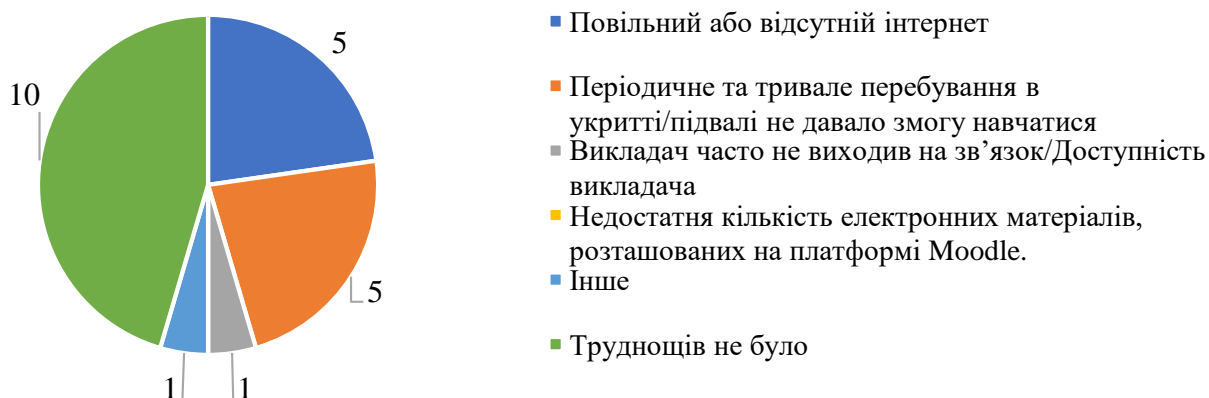 5
10
5
1
1
Повільний або відсутній інтернет
Періодичне та тривале перебування в
укритті/підвалі не давало змогу навчатися
Викладач часто не виходив на зв’язок/Доступність
викладача
Недостатня кількість електронних матеріалів,
розташованих на платформі Moodle.
Інше
Труднощів не було